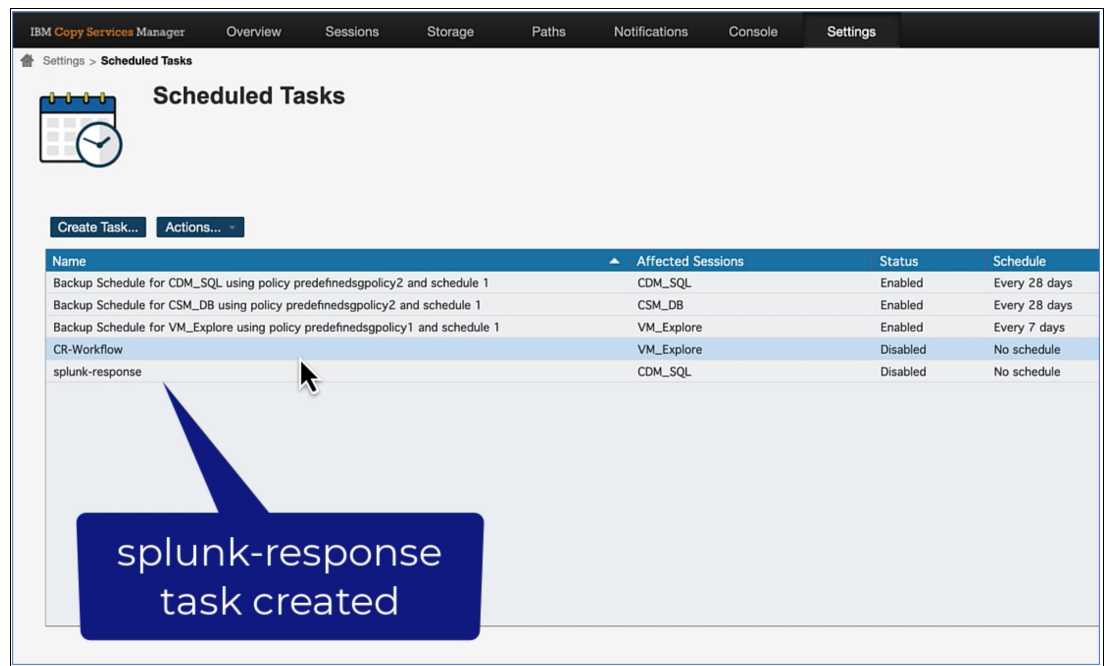 IBM Copy Services Manager Overview Sessions Storage Paths Notifications Console Settings
Settings > Scheduled Tasks
Scheduled Tasks
Create Task... Actions...
Name Affected Sessions Status Schedule
Backup Schedule for CDM_SQL using policy predefinedsgpolicy2 and schedule 1 CDM_SQL Enabled Every 28 days
Backup Schedule for CSM_DB using policy predefinedsgpolicy2 and schedule 1 CSM_DB Enabled Every 28 days
Backup Schedule for VM_Explore using policy predefinedsgpolicy1 and schedule 1 VM_Explore Enabled Every 7 days
CR-Workflow VM_Explore Disabled No schedule
splunk-response CDM_SQL Disabled No schedule
splunk-response
task created